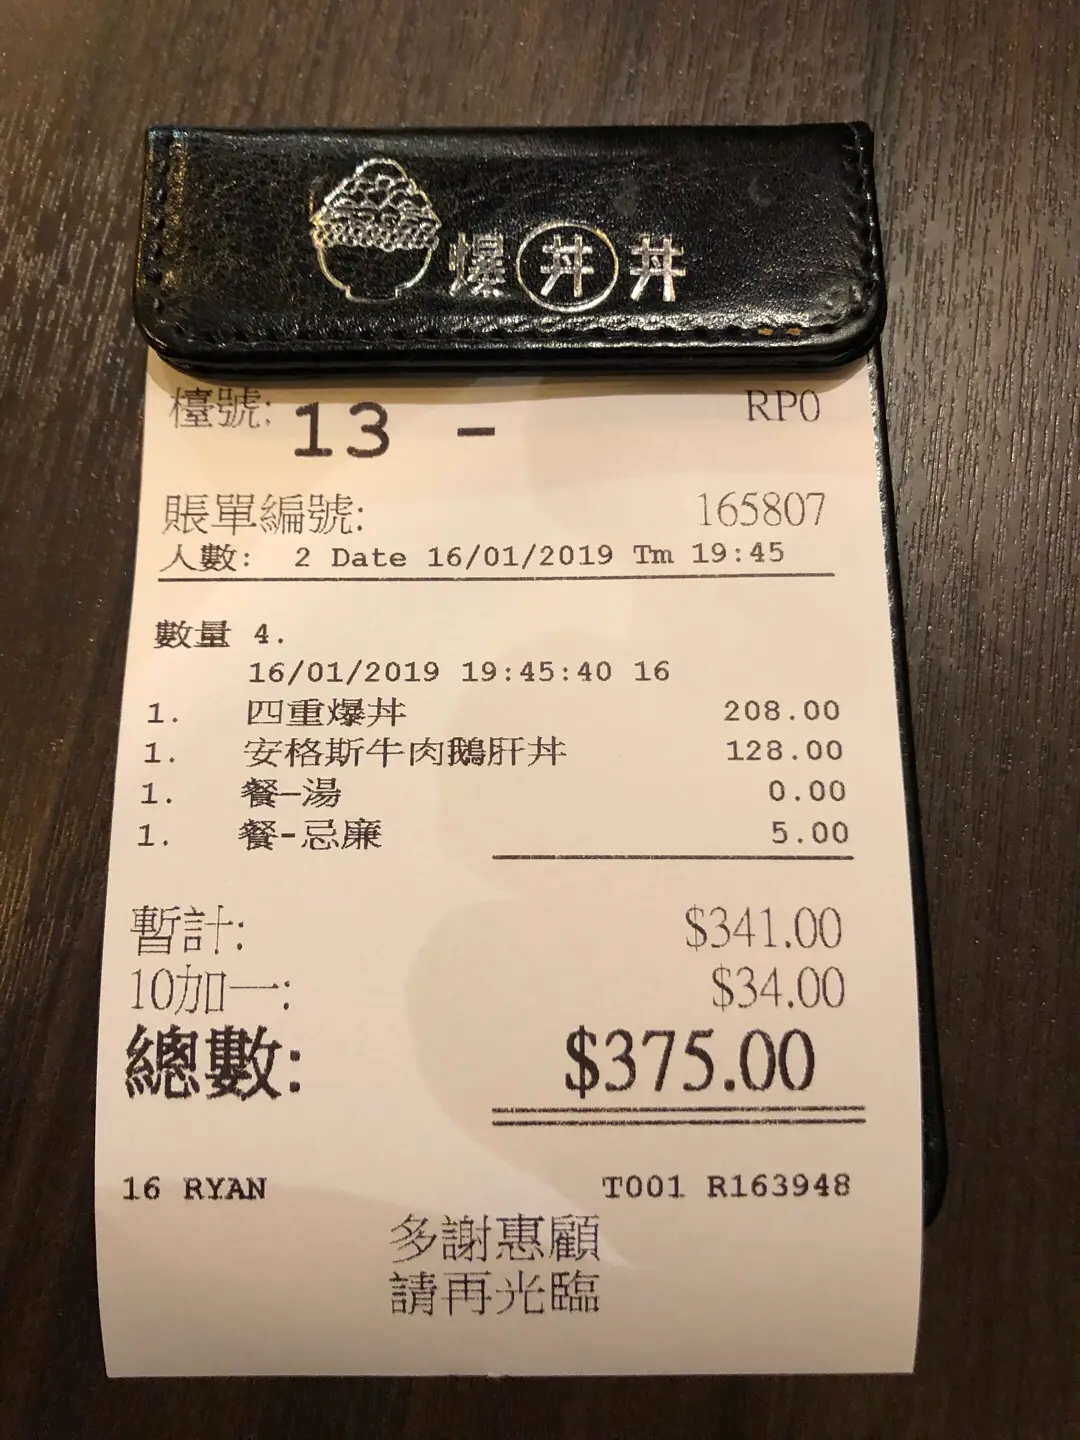 爆丼丼
檯號: 13 - RP0
賬單編號: 165807
人數: 2 Date 16/01/2019 Tm 19:45
數量 4.
16/01/2019 19:45:40 16
1. 四重爆丼 208.00
1. 安格斯牛肉鵝肝丼 128.00
1. 餐–湯 0.00
1. 餐-忌廉 5.00
暫計: $341.00
10加一: $34.00
總數: $375.00
16 RYAN T001 R163948
多謝惠顧
請再光臨